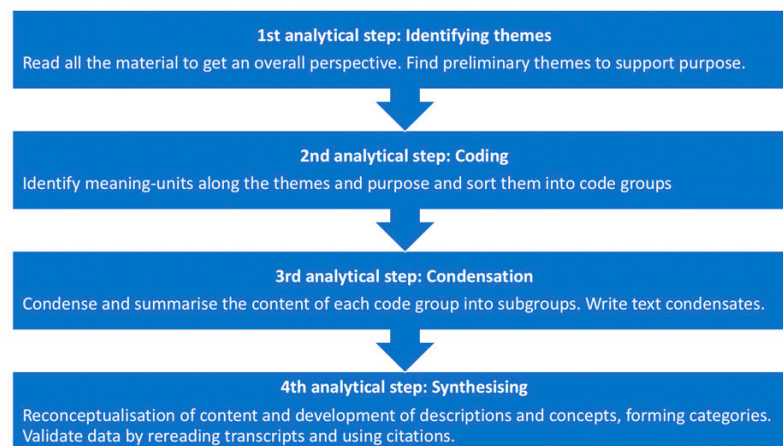 1st analytical step: Identifying themes
Read all the material to get an overall perspective. Find preliminary themes to support purpose.
2nd analytical step: Coding
Identify meaning-units along the themes and purpose and sort them into code groups
3rd analytical step: Condensation
Condense and summarise the content of each code group into subgroups. Write text condensates.
4th analytical step: Synthesising
Reconceptualisation of content and development of descriptions and concepts, forming categories.
Validate data by rereading transcripts and using citations.